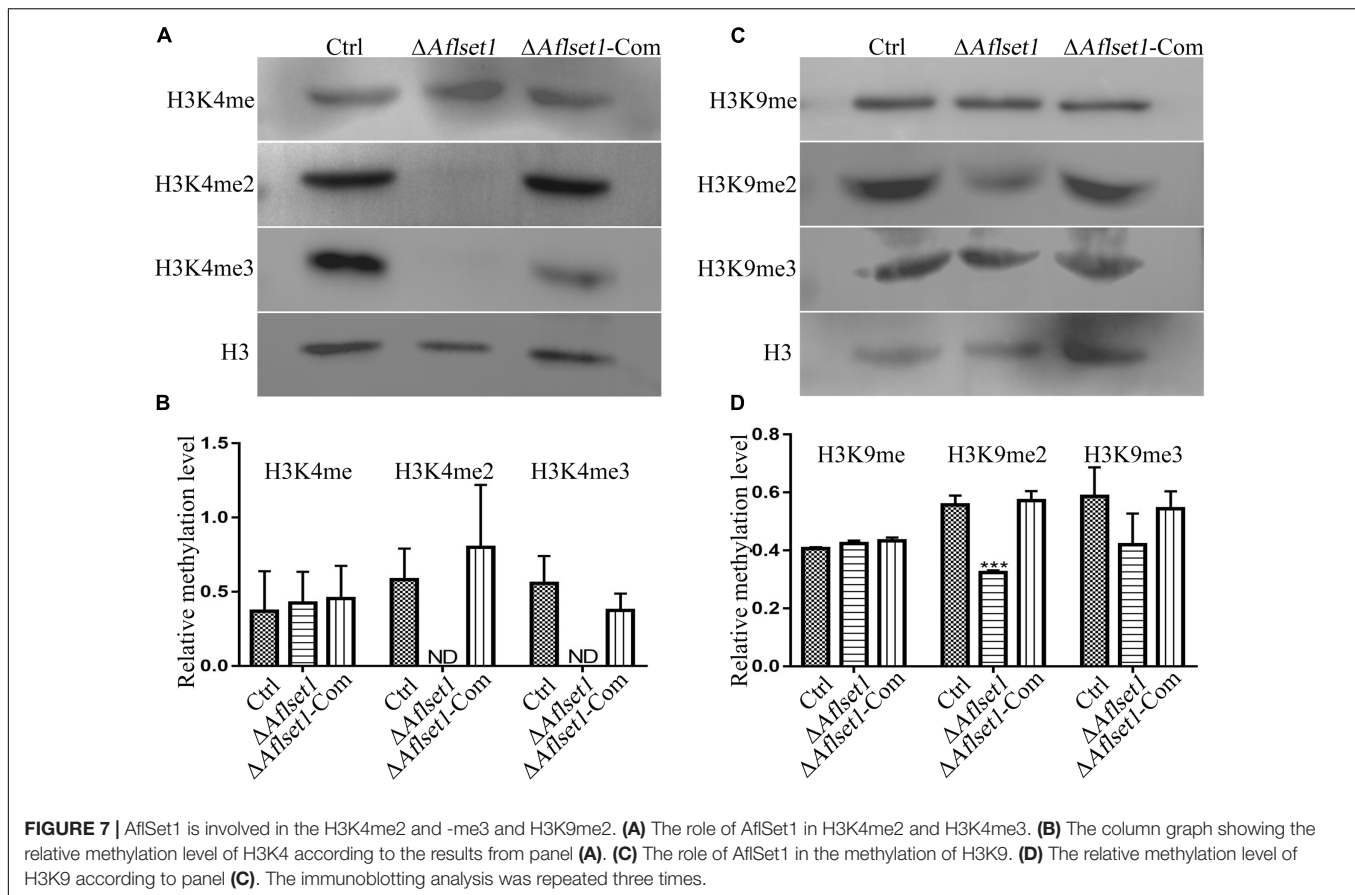 A
Ctrl ΔAflset1 ΔAflset1-Com
H3K4me
H3K4me2
H3K4me3
H3
C
Ctrl ΔAflset1 ΔAflset1-Com
H3K9me
H3K9me2
H3K9me3
H3
B
Relative methylation level
1.5
1.0
0.5
0.0
H3K4me H3K4me2 H3K4me3
ND ND
Ctrl ΔAflset1 ΔAflset1-Com Ctrl ΔAflset1 ΔAflset1-Com Ctrl ΔAflset1 ΔAflset1-Com
D
Relative methylation level
0.8
0.6
0.4
0.6
0.0
H3K9me H3K9me2 H3K9me3
***
Ctrl ΔAflset1 ΔAflset1-Com Ctrl ΔAflset1 ΔAflset1-Com Ctrl ΔAflset1 ΔAflset1-Com
FIGURE 7 | AflSet1 is involved in the H3K4me2 and -me3 and H3K9me2. (A) The role of AflSet1 in H3K4me2 and H3K4me3. (B) The column graph showing the
relative methylation level of H3K4 according to the results from panel (A). (C) The role of AflSet1 in the methylation of H3K9. (D) The relative methylation level of
H3K9 according to panel (C). The immunoblotting analysis was repeated three times.